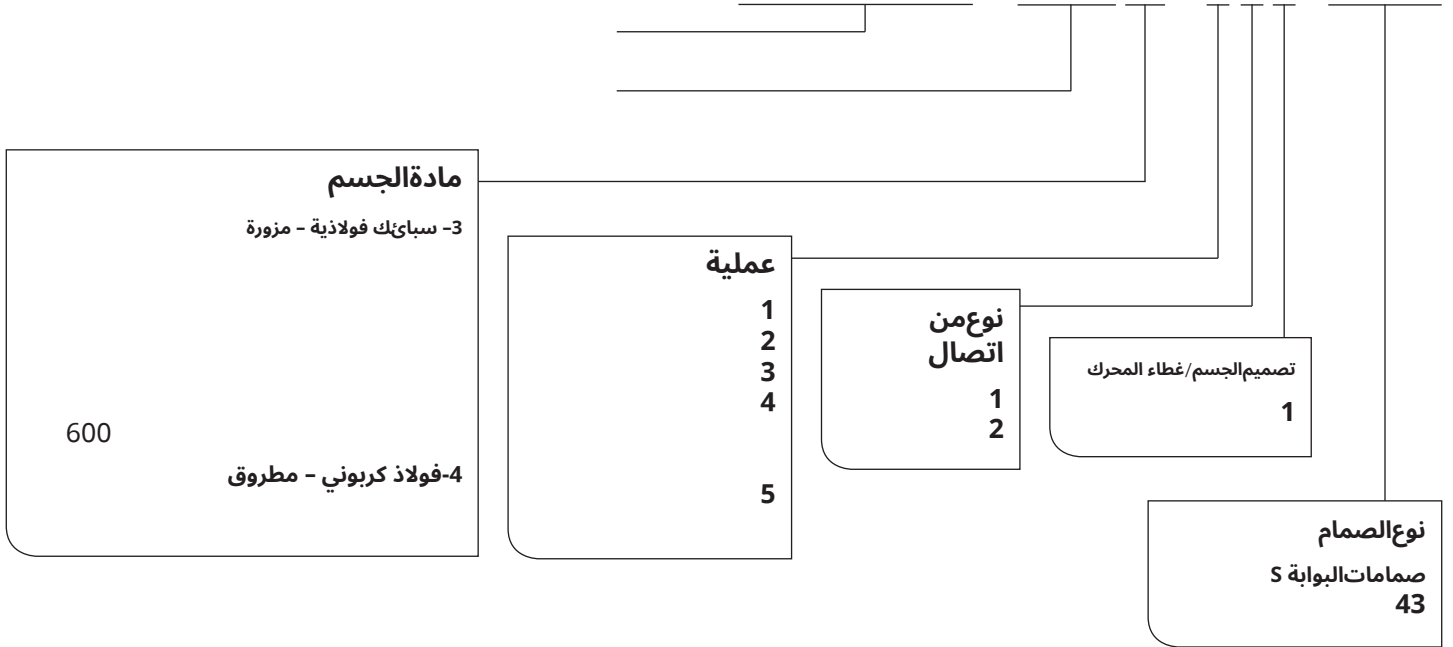 مادةالجسم
3- سبائك فولاذية – مزورة
600
4-فولاذ كربوني – مطروق
عملية
1
2
3
4
5
نوعمن
اتصال
1
2
تصميمالجسم/غطاء المحرك
1
نوعالصمام
صماماتالبوابة S
43